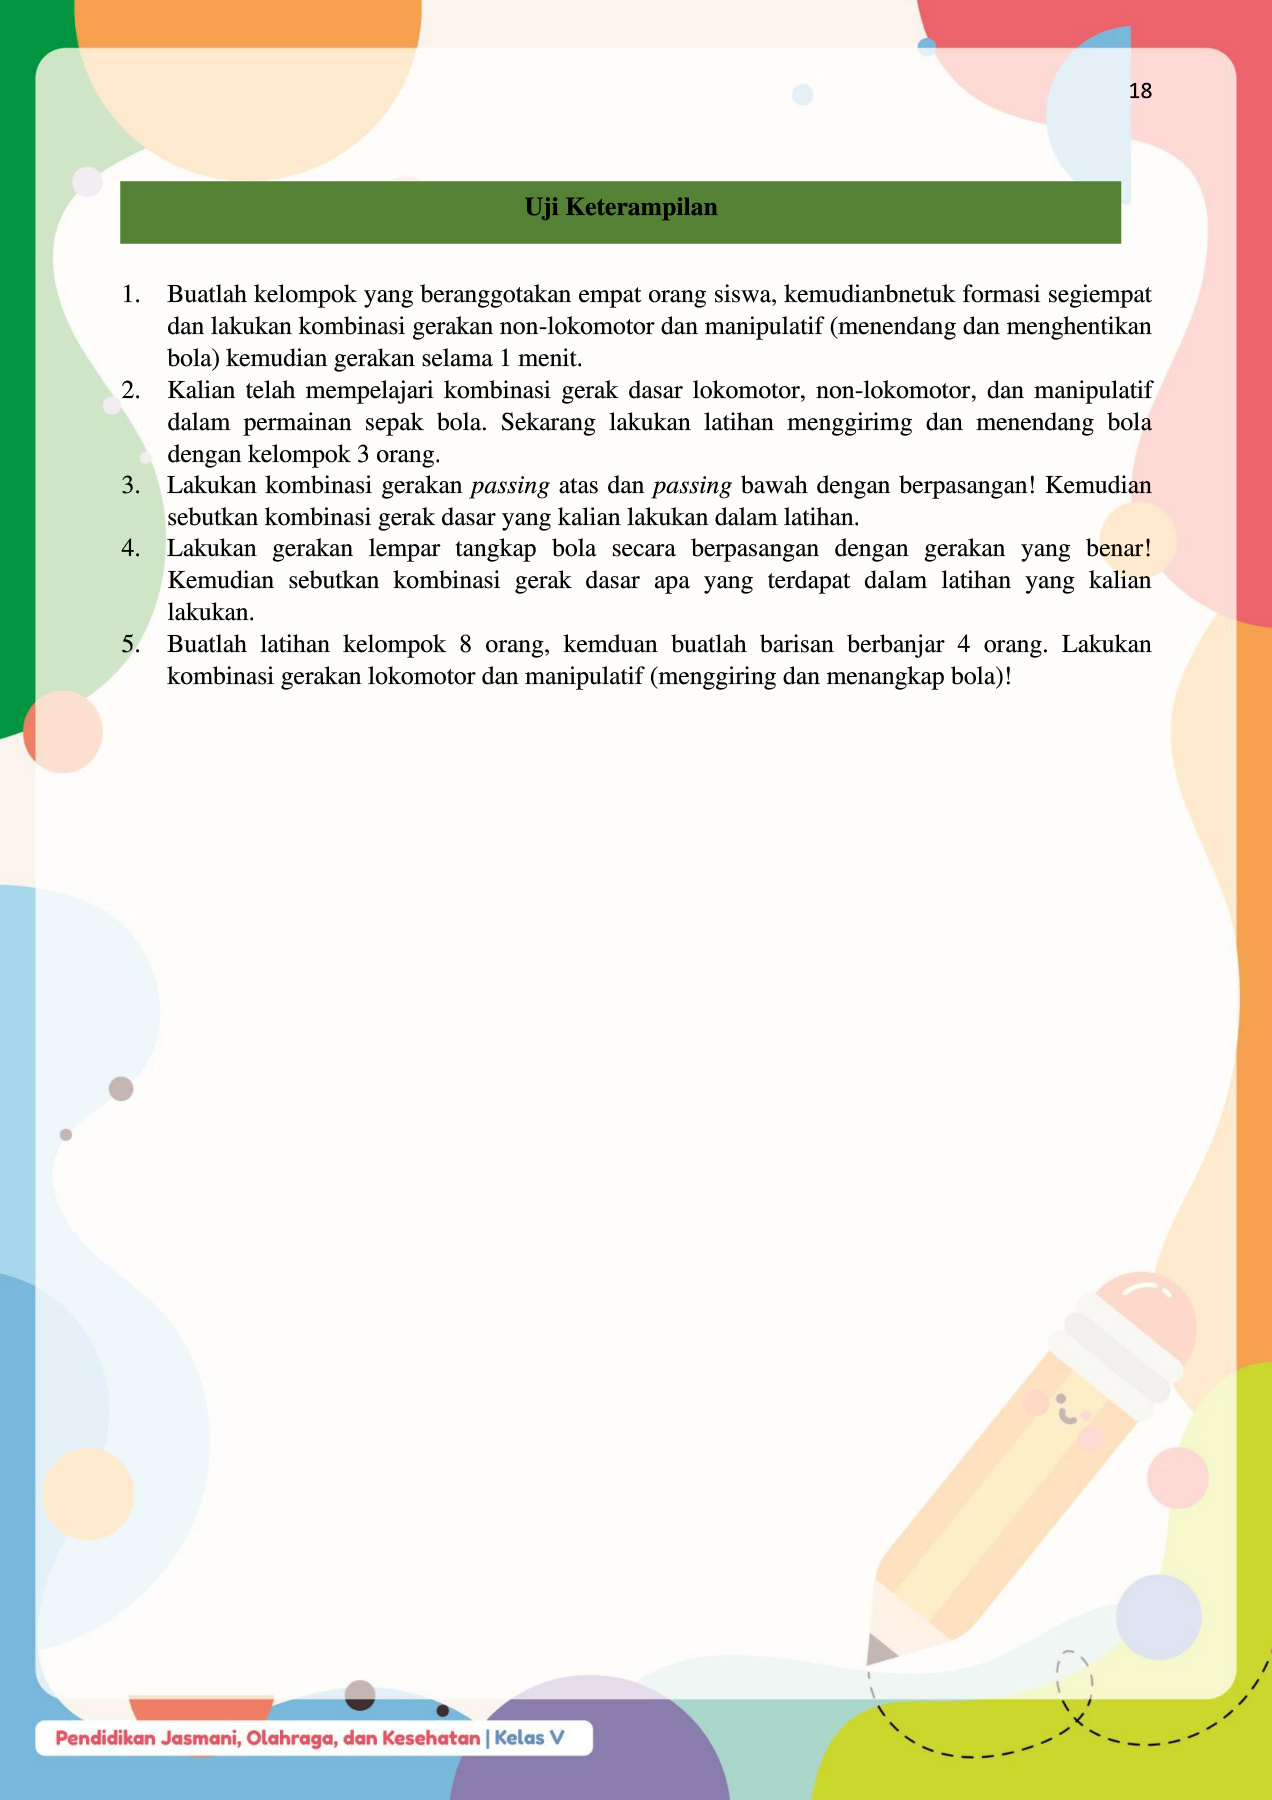 18
Uji Keterampilan
1. Buatlah kelompok yang beranggotakan empat orang siswa, kemudianbnetuk formasi segiempat
dan lakukan kombinasi gerakan non-lokomotor dan manipulatif (menendang dan menghentikan
bola) kemudian gerakan selama 1 menit.
2. Kalian telah mempelajari kombinasi gerak dasar lokomotor, non-lokomotor, dan manipulatif
dalam permainan sepak bola. Sekarang lakukan latihan menggirimg dan menendang bola
dengan kelompok 3 orang.
3. Lakukan kombinasi gerakan passing atas dan passing bawah dengan berpasangan! Kemudian
sebutkan kombinasi gerak dasar yang kalian lakukan dalam latihan.
4. Lakukan gerakan lempar tangkap bola secara berpasangan dengan gerakan yang benar!
Kemudian sebutkan kombinasi gerak dasar apa yang terdapat dalam latihan yang kalian
lakukan.
5. Buatlah latihan kelompok 8 orang, kemduan buatlah barisan berbanjar 4 orang. Lakukan
kombinasi gerakan lokomotor dan manipulatif (menggiring dan menangkap bola)!
Pendidikan Jasmani, Olahraga, dan Kesehatan | Kelas V